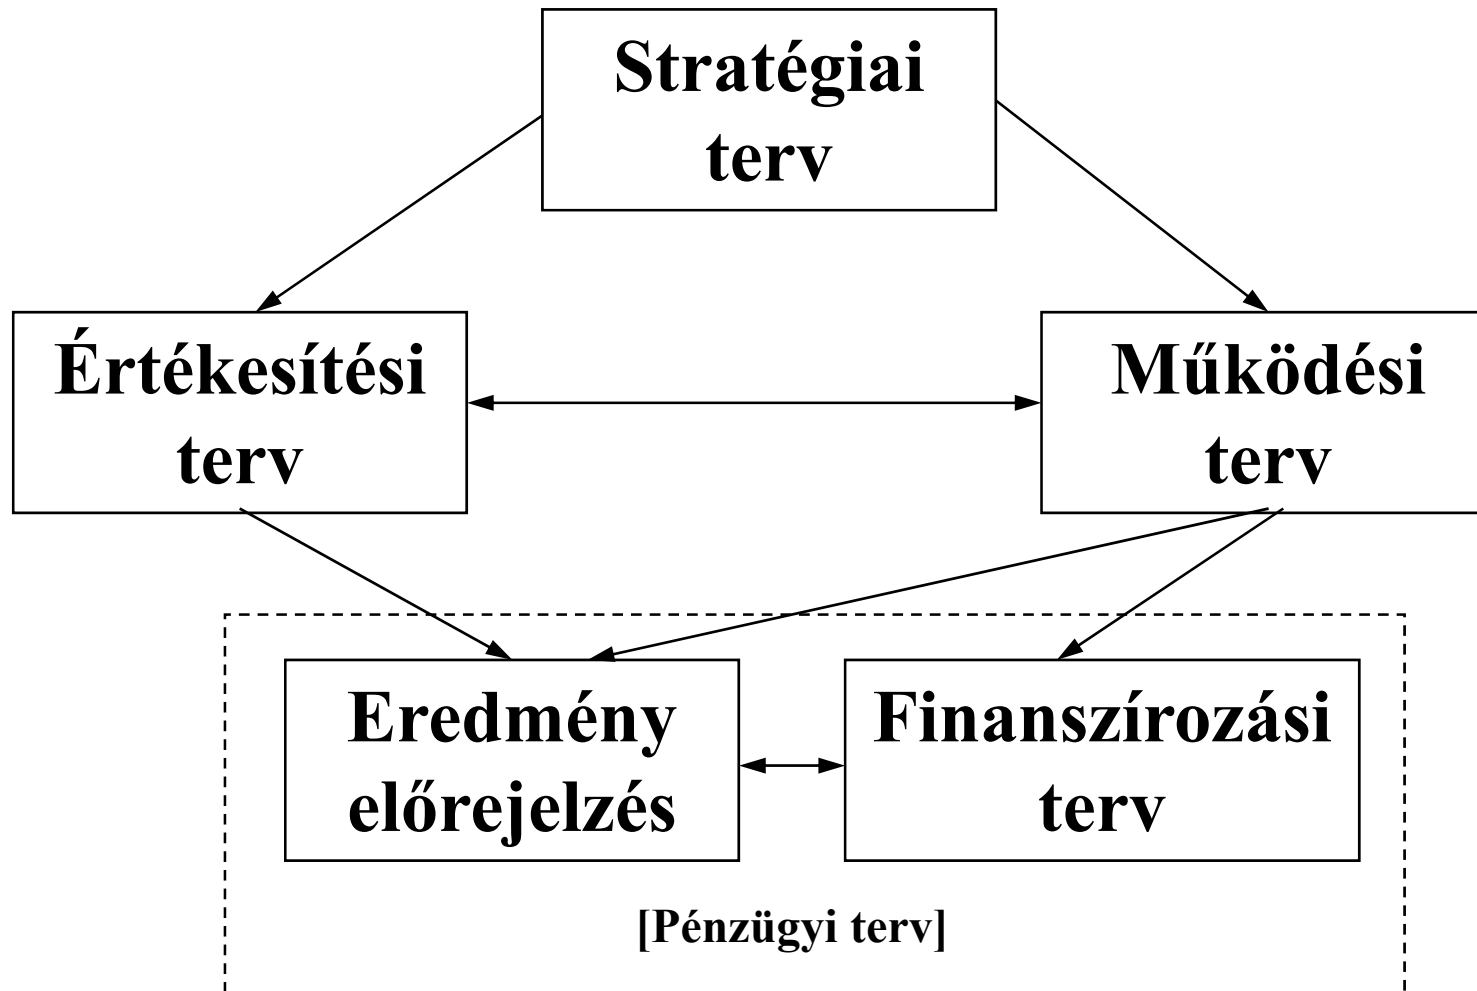 Stratégiai
terv
Értékesítési
terv
Működési
terv
Eredmény
előrejelzés
Finanszírozási
terv
[Pénzügyi terv]